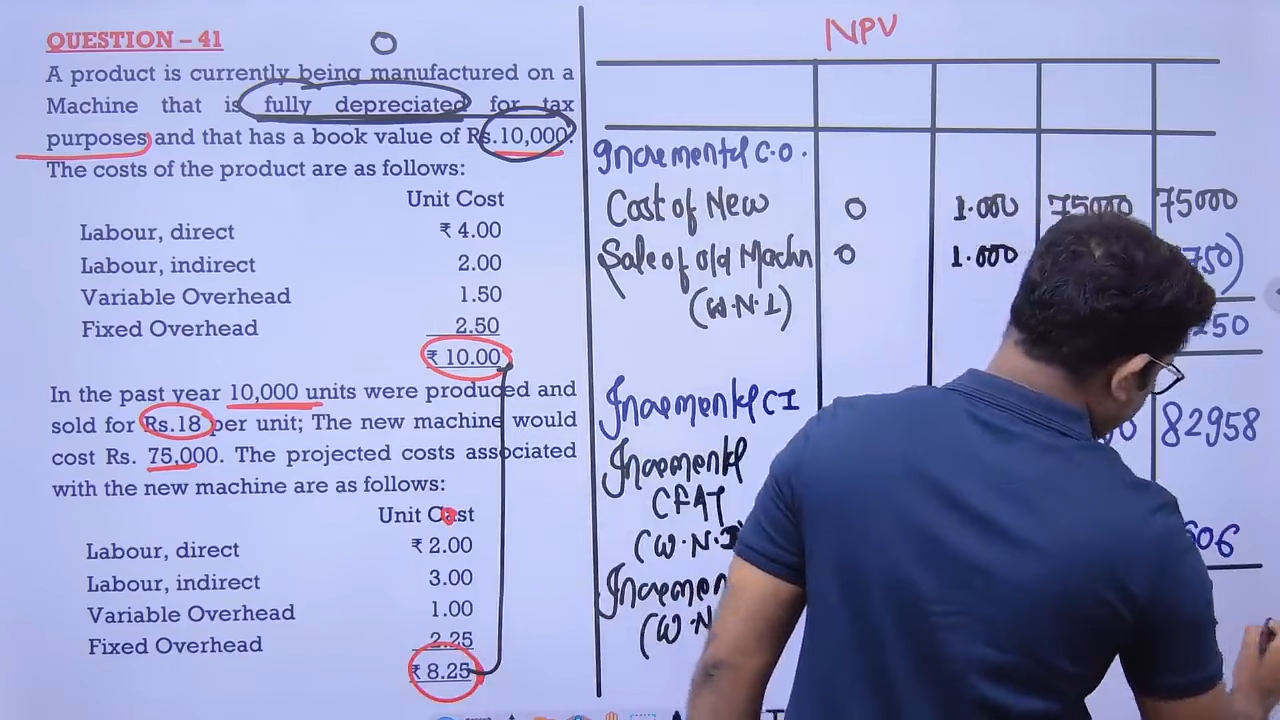 QUESTION – 41
0
A product is currently being manufactured on a
Machine that is fully depreciated for tax
purposes and that has a book value of Rs.10,000.
The costs of the product are as follows:
Unit Cost
Labour, direct ₹ 4.00
Labour, indirect 2.00
Variable Overhead 1.50
Fixed Overhead 2.50
₹ 10.00
In the past year 10,000 units were produced and
sold for Rs.18 per unit; The new machine would
cost Rs. 75,000. The projected costs associated
with the new machine are as follows:
Unit Cost
Labour, direct ₹ 2.00
Labour, indirect 3.00
Variable Overhead 1.00
Fixed Overhead 2.25
₹ 8.25
NPV
Incremental C.O.
Cost of New 0 1.000 75000 75000
Sale of old Machn 0 1.000 750)
(W.N.1)
250
Incremental CI
82958
Incremental
CFAT
(W.N.
606
Incremen
(W.N